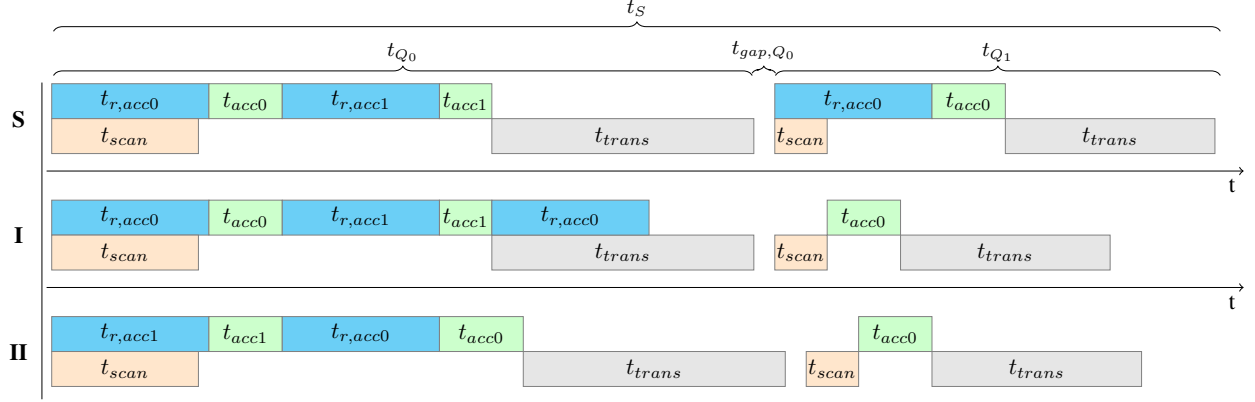 t_S
t_{Q_0} t_{gap,Q_0} t_{Q_1}
S t_{r,acc0} t_{acc0} t_{r,acc1} t_{acc1} t_{r,acc0} t_{acc0}
t_{scan} t_{trans} t_{scan} t_{trans}
t
I t_{r,acc0} t_{acc0} t_{r,acc1} t_{acc1} t_{r,acc0} t_{acc0}
t_{scan} t_{trans} t_{scan} t_{trans}
t
II t_{r,acc1} t_{acc1} t_{r,acc0} t_{acc0} t_{acc0}
t_{scan} t_{trans} t_{scan} t_{trans}